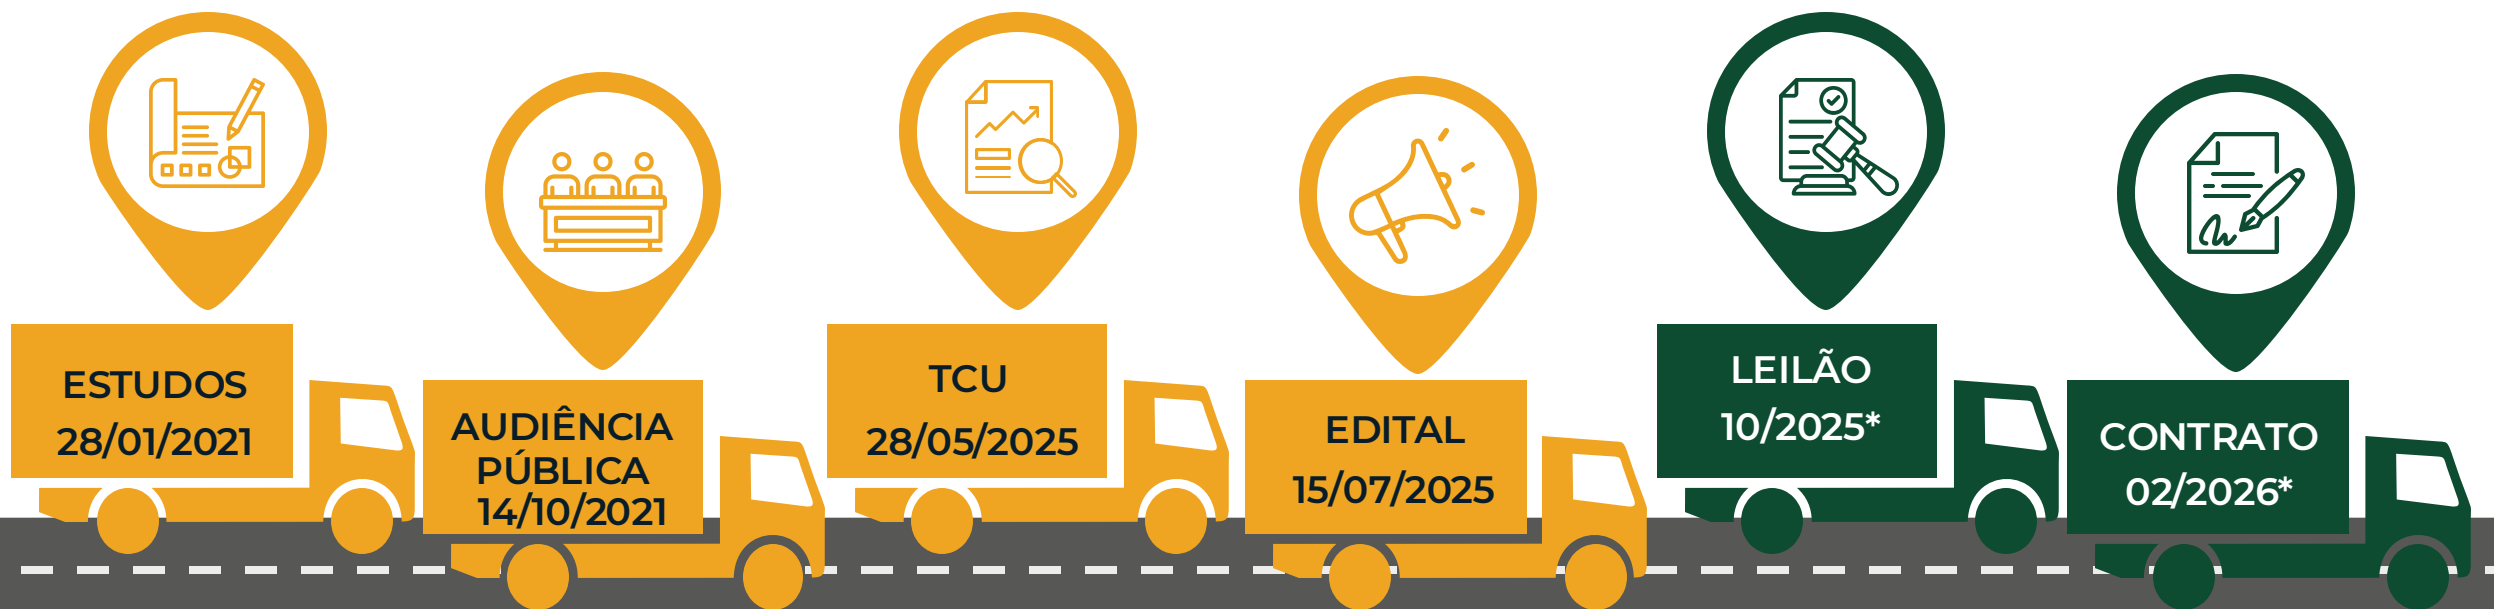 ESTUDOS
28/01/2021
AUDIÊNCIA
PÚBLICA
14/10/2021
TCU
28/05/2025
EDITAL
15/07/2025
LEILÃO
10/2025*
CONTRATO
02/2026*